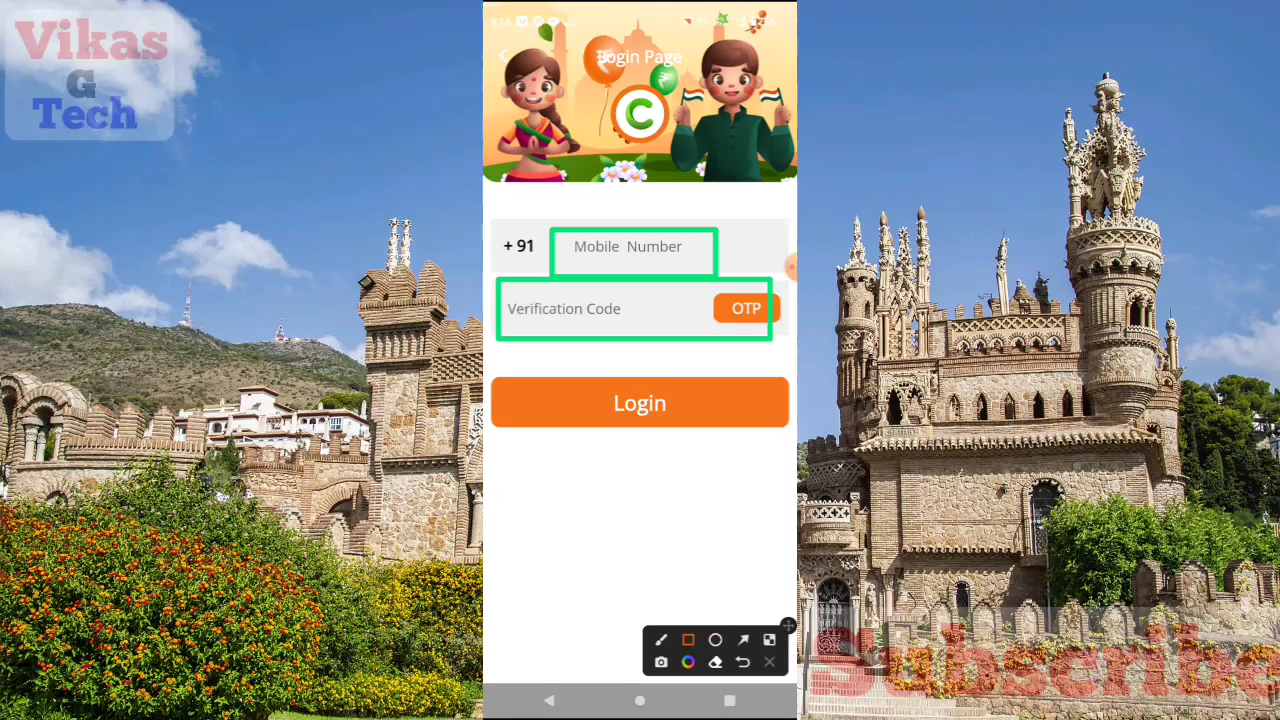 Vikas
G
Tech
Login Page
C
+ 91
Mobile Number
Verification Code
OTP
Login
Subscribe